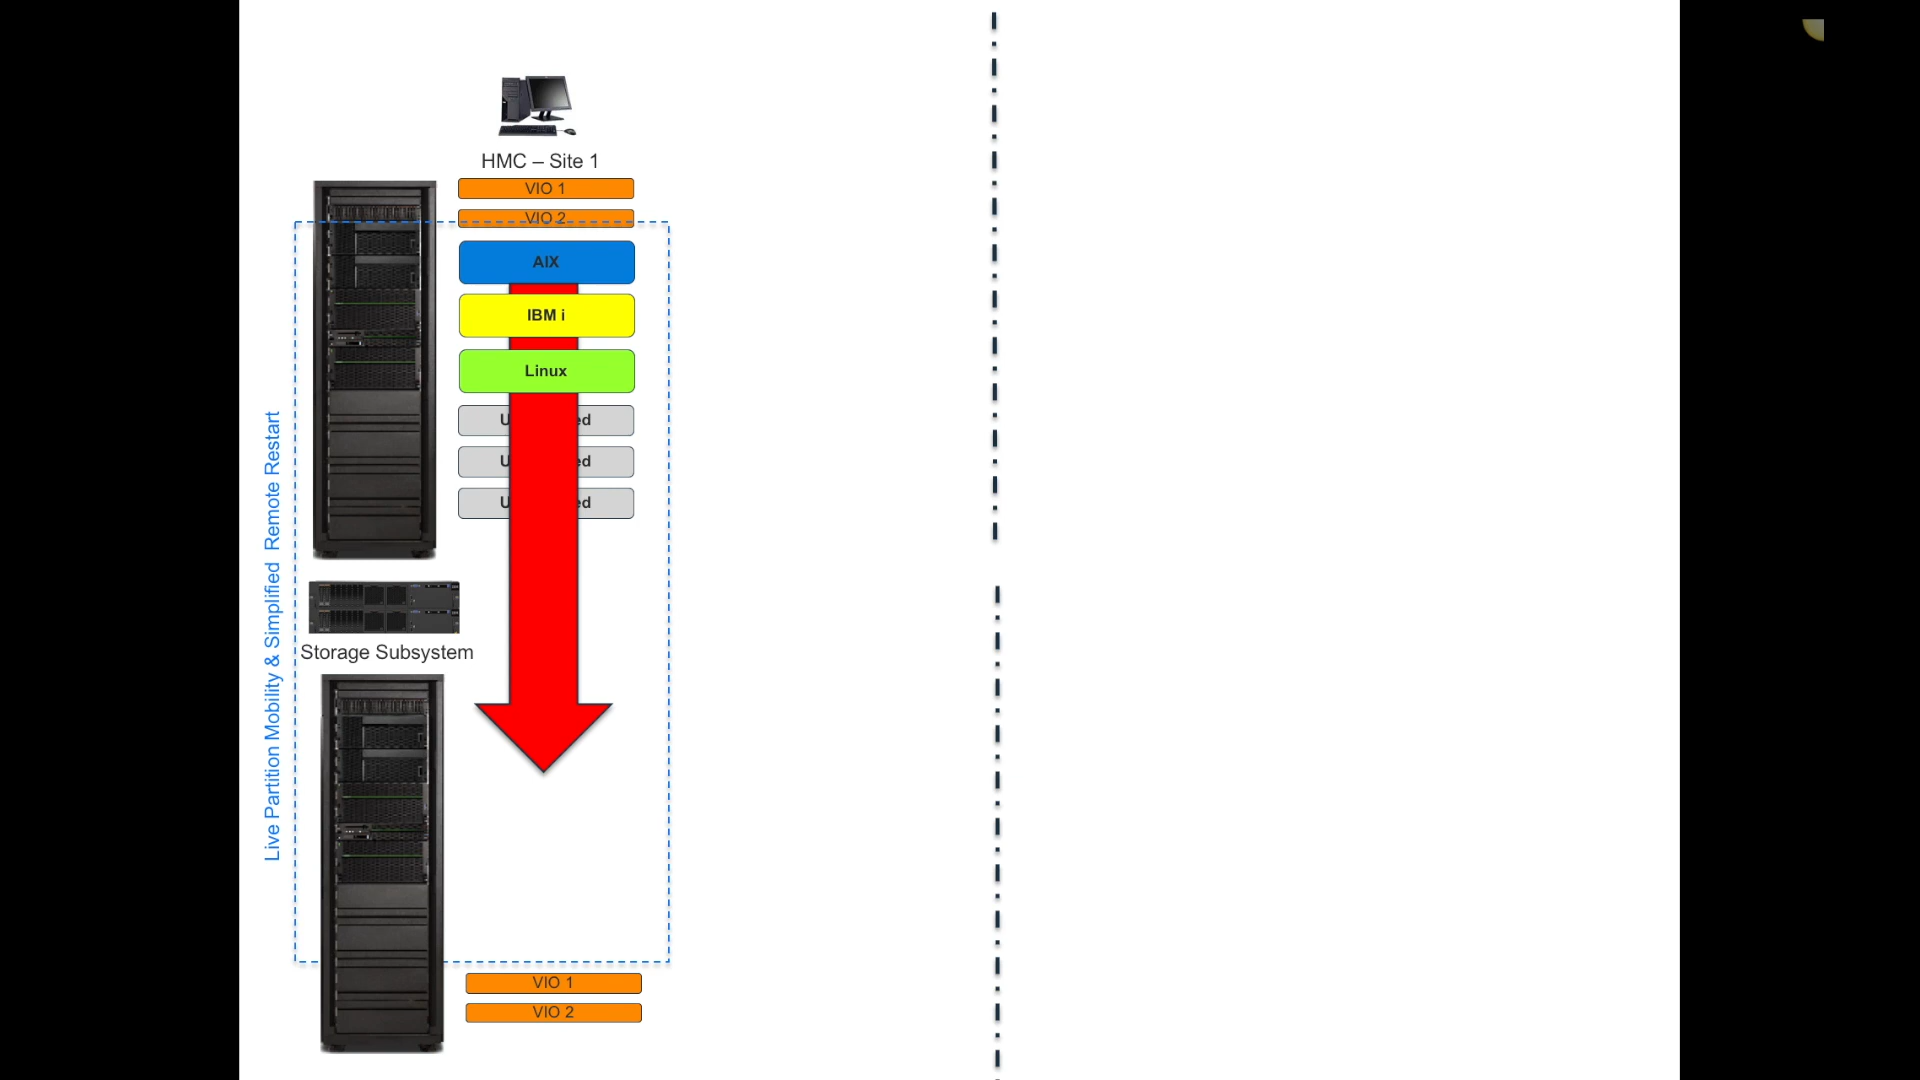 HMC – Site 1
VIO 1
VIO 2
AIX
IBM i
Linux
Storage Subsystem
Live Partition Mobility & Simplified Remote Restart
VIO 1
VIO 2